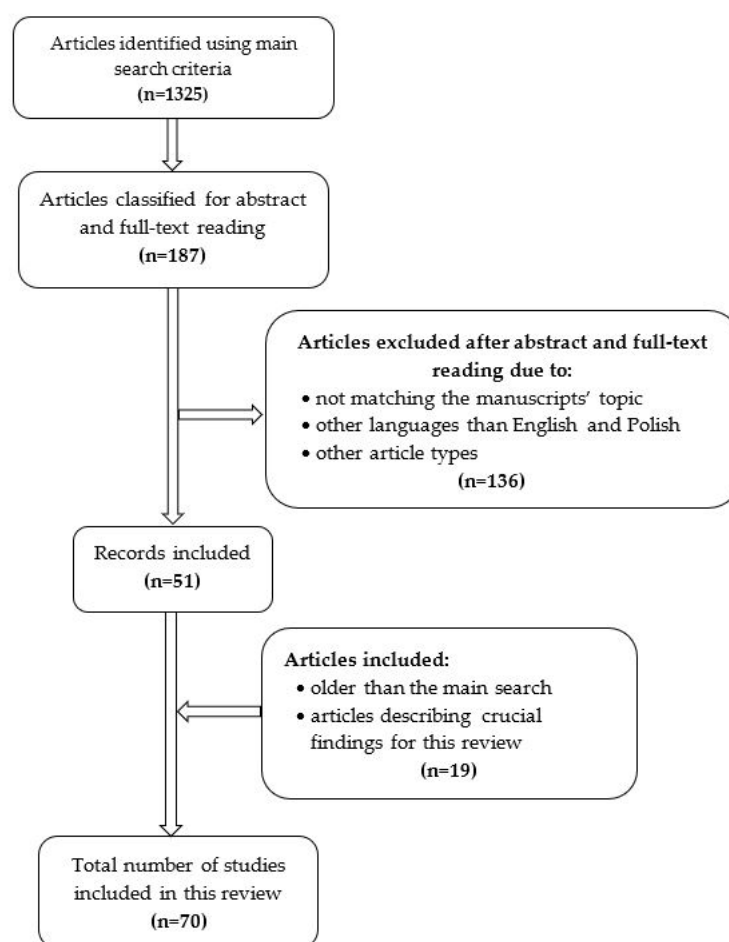 Articles identified using main
search criteria
(n=1325)
Articles classified for abstract
and full-text reading
(n=187)
Articles excluded after abstract and full-text
reading due to:
• not matching the manuscripts’ topic
• other languages than English and Polish
• other article types
(n=136)
Records included
(n=51)
Articles included:
• older than the main search
• articles describing crucial
findings for this review
(n=19)
Total number of studies
included in this review
(n=70)